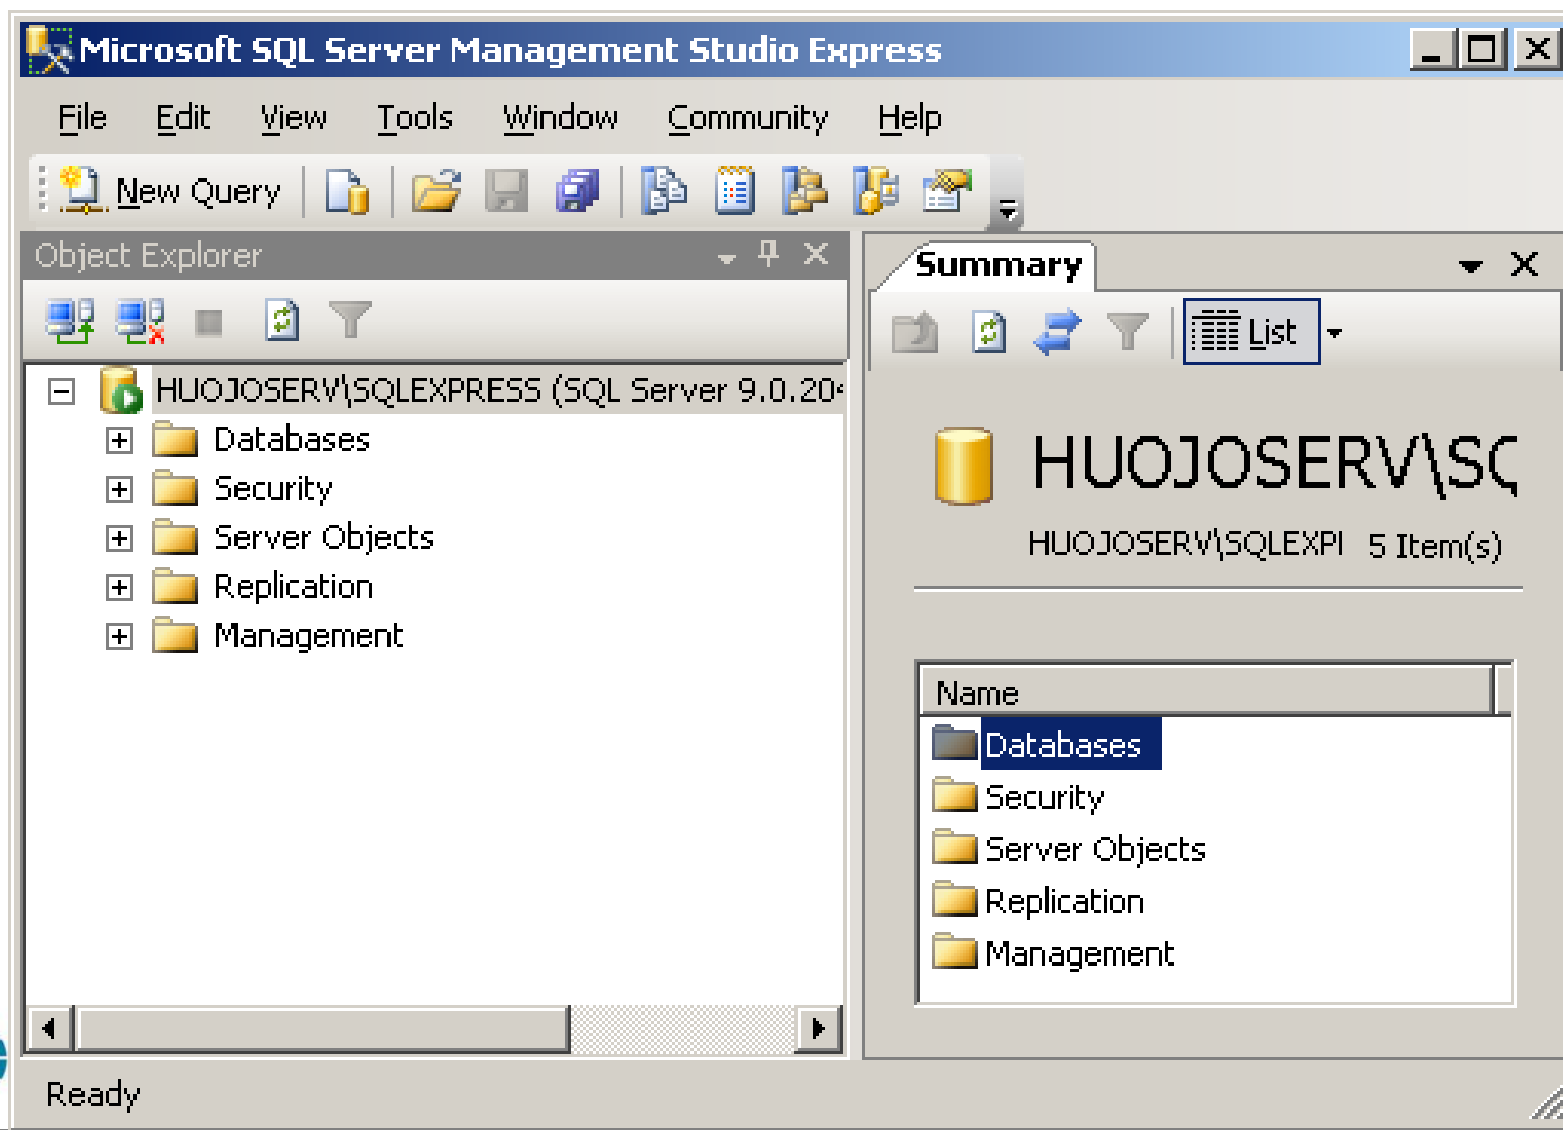 Microsoft SQL Server Management Studio Express
File Edit View Tools Window Community Help
New Query
Object Explorer
HUOJOSERV\SQLEXPRESS (SQL Server 9.0.20
Databases
Security
Server Objects
Replication
Management
Summary
List
HUOJOSERV\SQ
HUOJOSERV\SQLEXP 5 Item(s)
Name
Databases
Security
Server Objects
Replication
Management
Ready